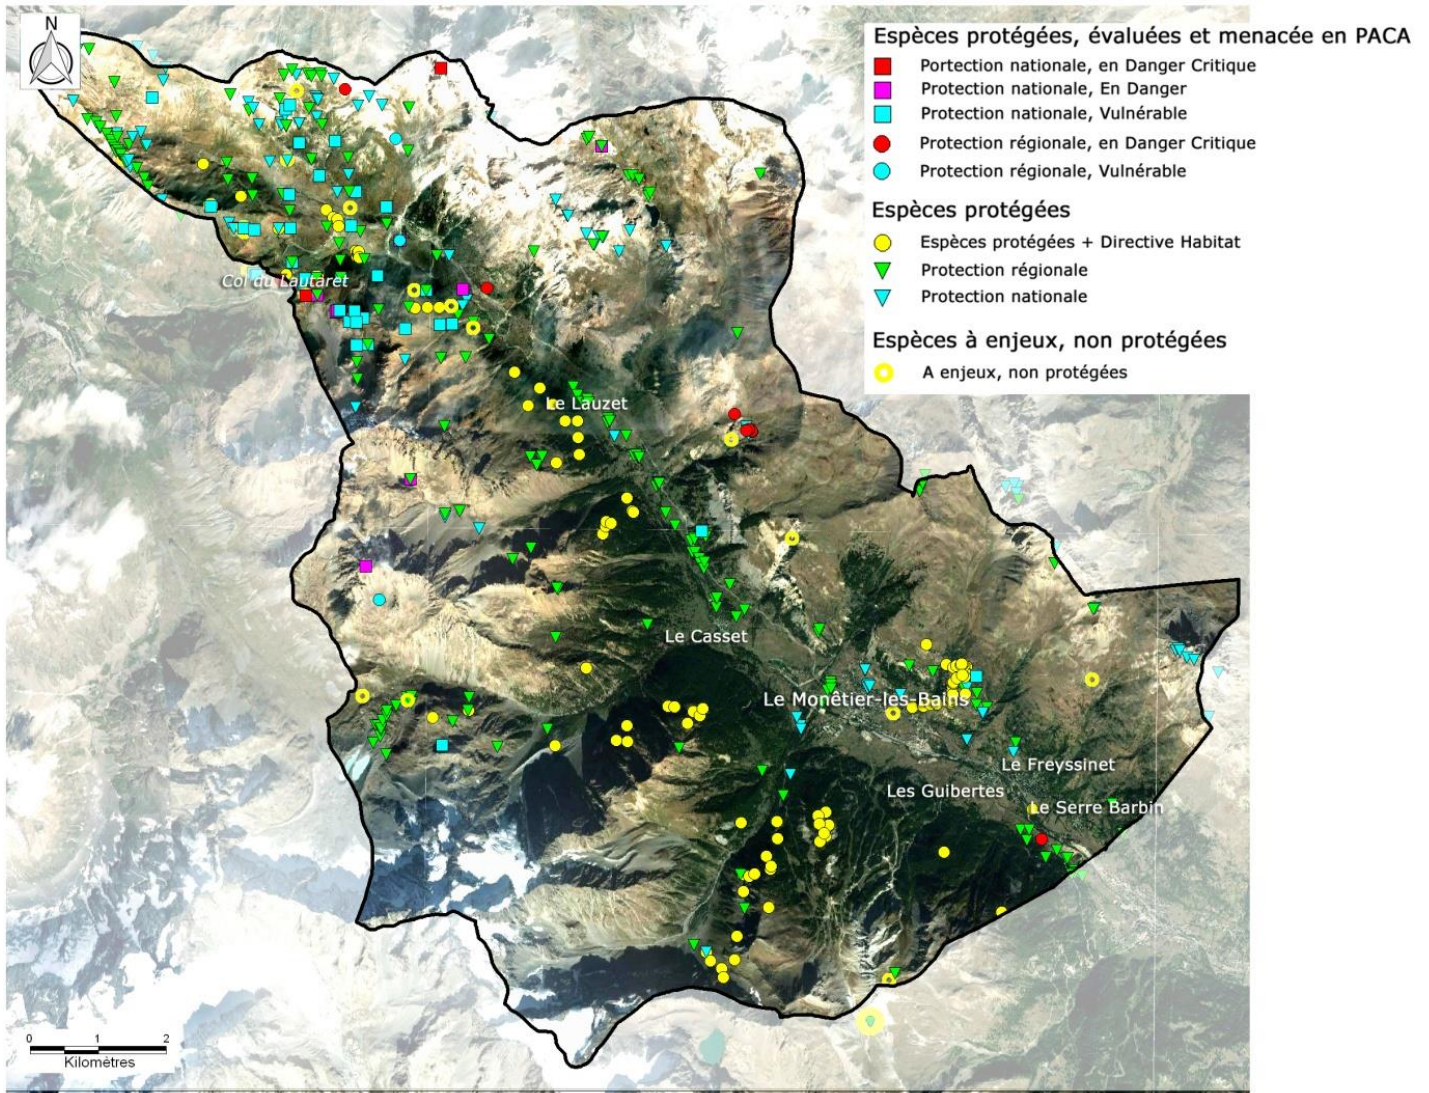 N
Espèces protégées, évaluées et menacée en PACA
Portection nationale, en Danger Critique
Protection nationale, En Danger
Protection nationale, Vulnérable
Protection régionale, en Danger Critique
Protection régionale, Vulnérable
Espèces protégées
Espèces protégées + Directive Habitat
Protection régionale
Protection nationale
Espèces à enjeux, non protégées
A enjeux, non protégées
Col du Lautaret
Le Lauzet
Le Casset
Le Monêtier-les-Bains
Le Freyssinet
Les Guibertes
Le Serre Barbin
0 1 2
Kilomètres